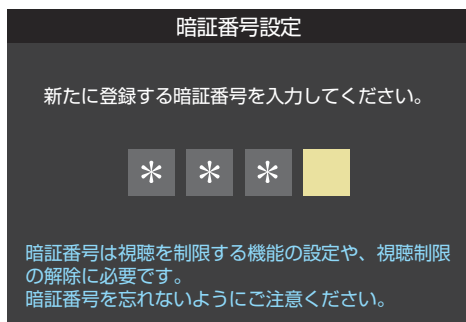 暗証番号設定
新たに登録する暗証番号を入力してください。
＊ ＊ ＊
暗証番号は視聴を制限する機能の設定や、視聴制限
の解除に必要です。
暗証番号を忘れないようにご注意ください。